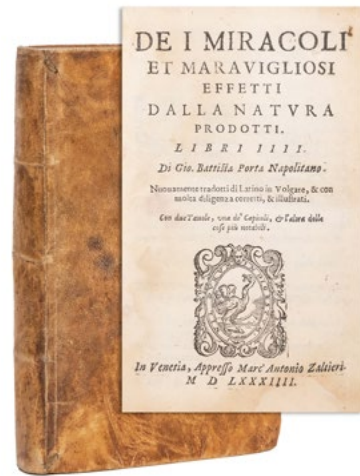 DE I MIRACOLI
ET MARAVIGLIOSI
EFFETTI
DALLA NATVRA
PRODOTTI.
LIBRI IIII.
Di Gio. Battista Porta Napolitano.
Nuouamente tradotti di Latino in Volgare, & con
molta diligenza corretti, & illustrati.
Con due Tauole, vna de' Capitoli, & l'altra delle
cose più notabili.
In Venetia, Appresso Marc' Antonio Zaltieri.
M D LXXXIIII.